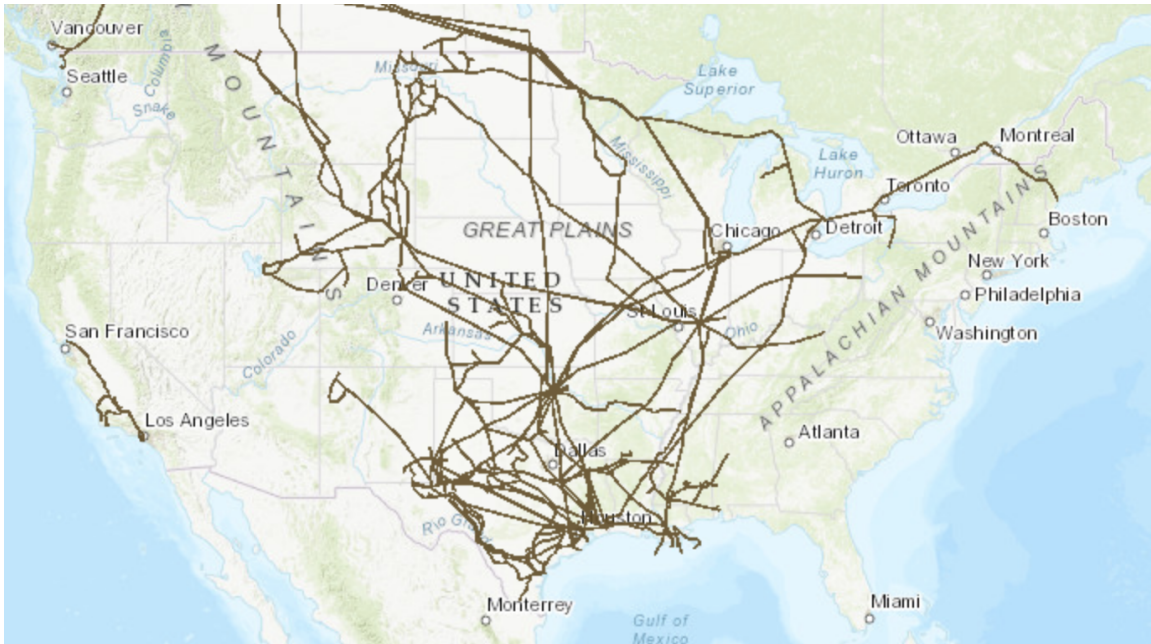 Vancouver
Seattle
Columbia
Snake
MOUNTAINS
Missouri
Lake
Superior
Mississippi
Lake
Huron
Ottawa
Montreal
Toronto
Boston
Detroit
Chicago
GREAT PLAINS
New York
Philadelphia
Washington
APPALACHIAN MOUNTAINS
Denver
UNITED
STATES
St Louis
Ohio
Arkansas
Colorado
San Francisco
Los Angeles
Atlanta
Dallas
Houston
Rio Grande
Monterrey
Miami
Gulf of
Mexico